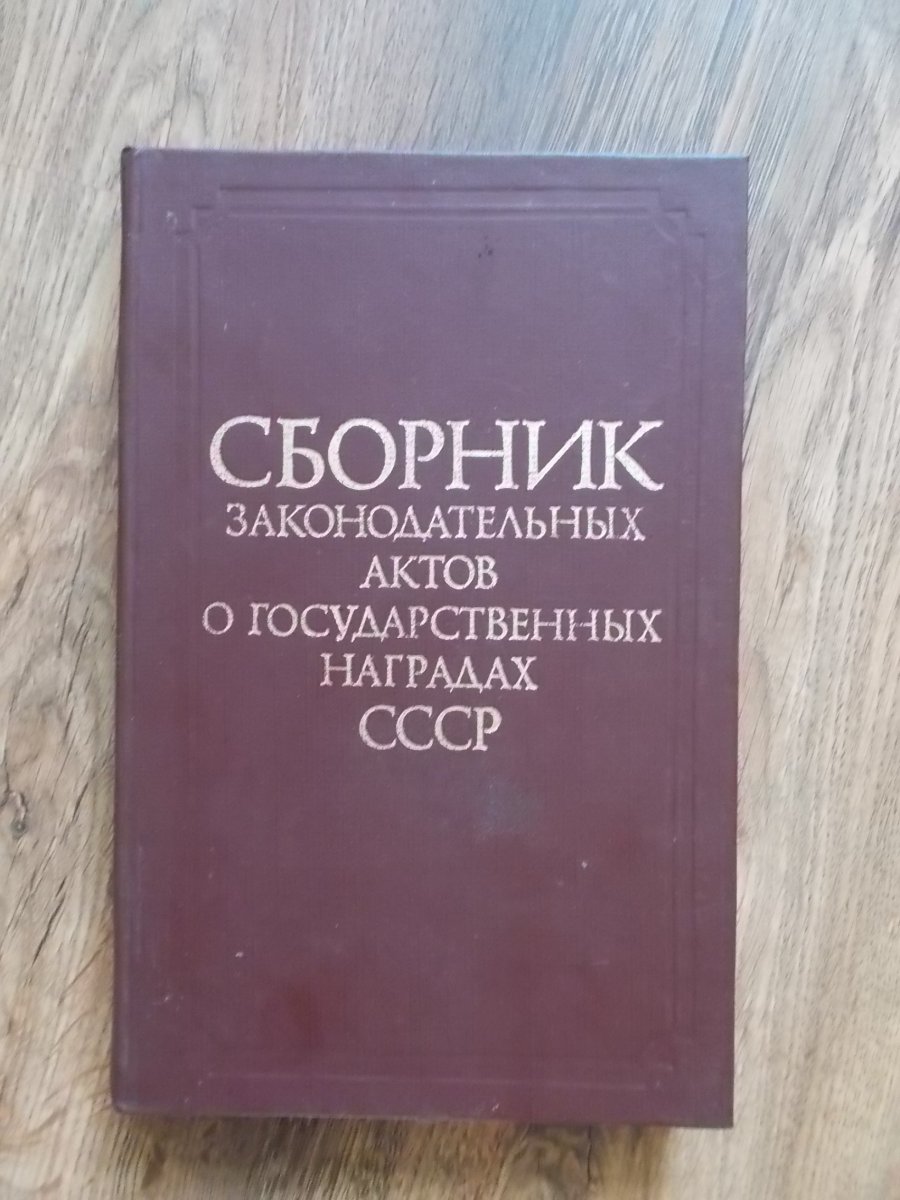 СБОРНИК
ЗАКОНОДАТЕЛЬНЫХ
АКТОВ
О ГОСУДАРСТВЕННЫХ
НАГРАДАХ
СССР